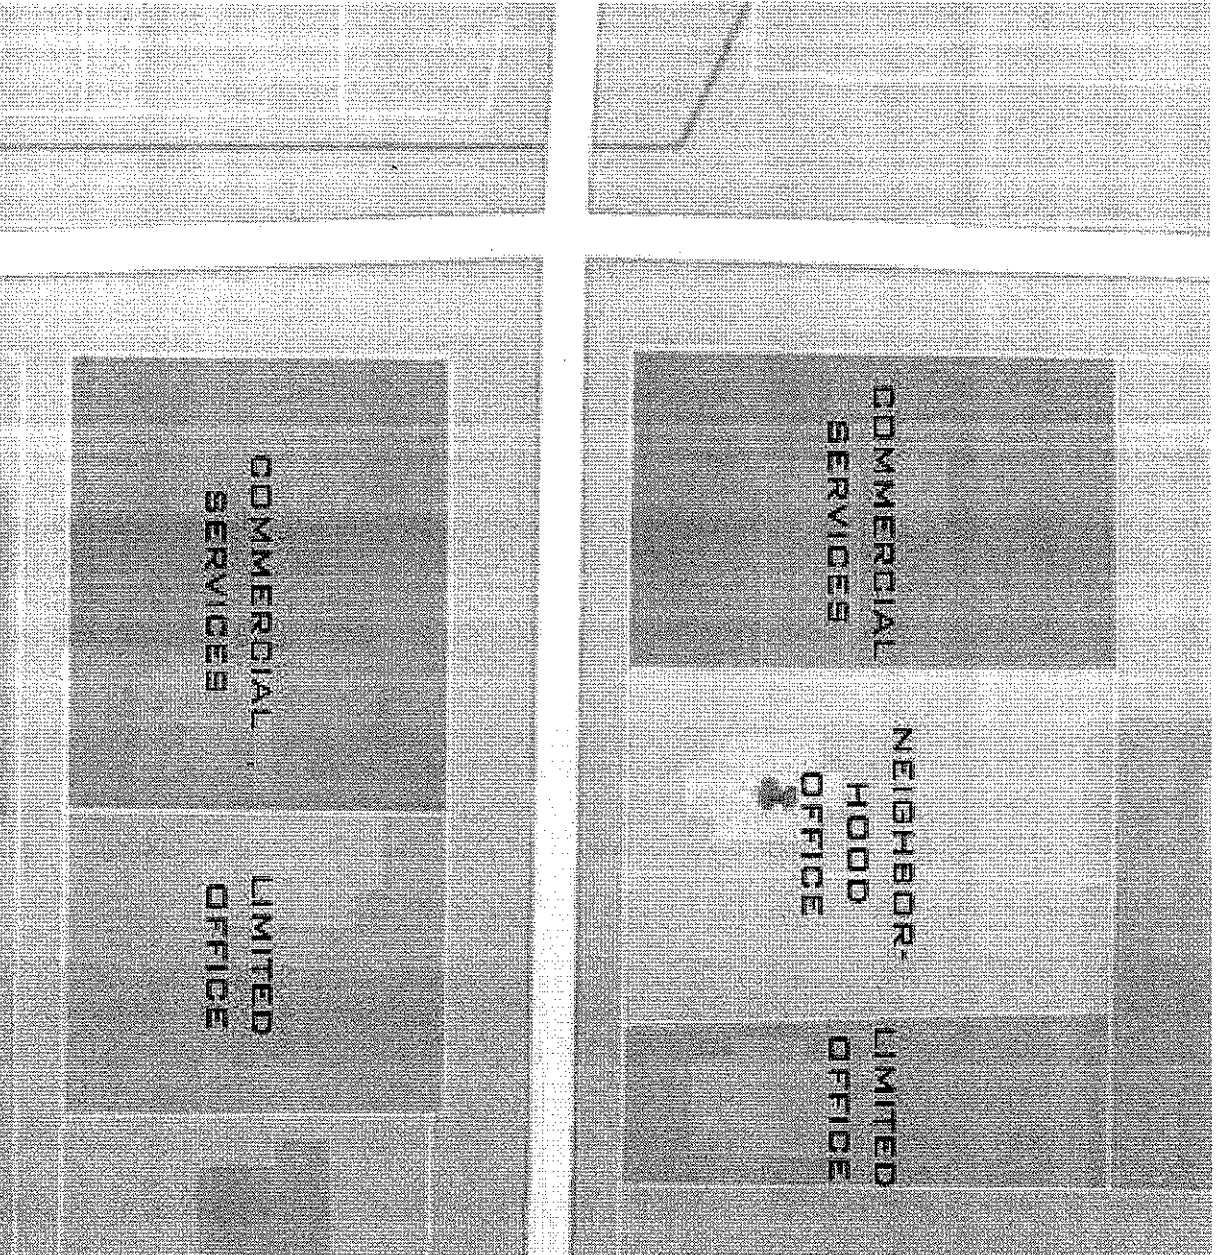 COMMERCIAL
SERVICES
LIMITED
OFFICE
COMMERCIAL
SERVICES
NEIGHBOR-
HOOD
OFFICE
LIMITED
OFFICE